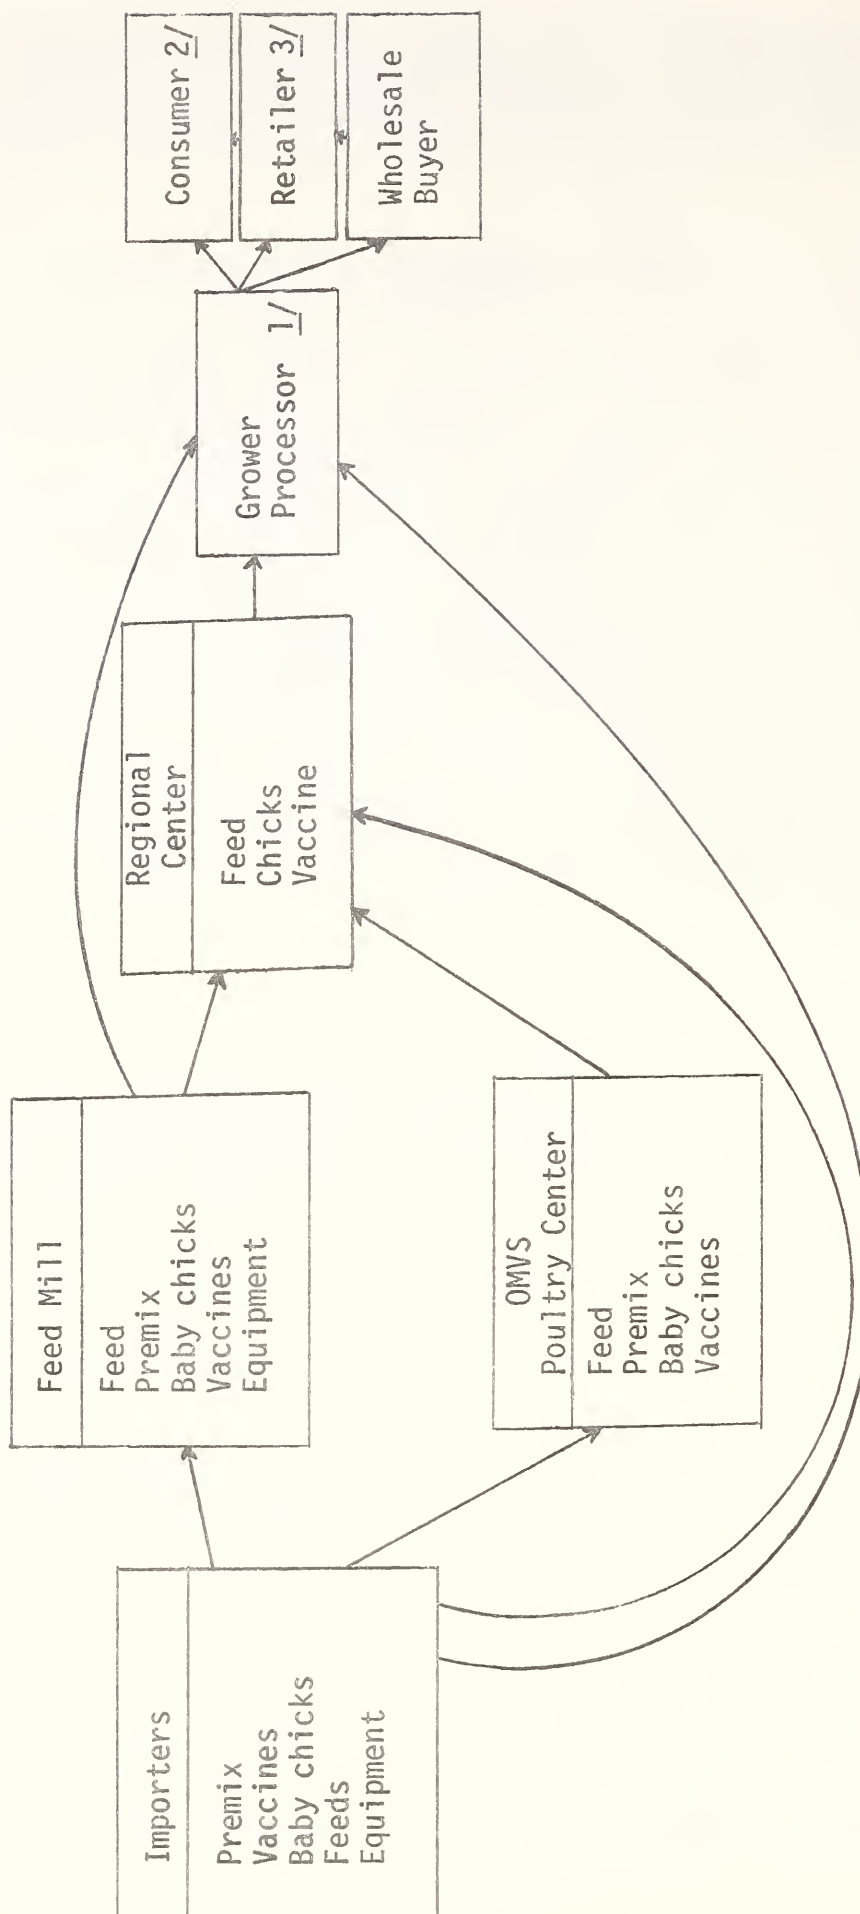 Importers
Premix
Vaccines
Baby chicks
Feeds
Equipment
Feed Mill
Feed
Premix
Baby chicks
Vaccines
Equipment
OMVS
Poultry Center
Feed
Premix
Baby chicks
Vaccines
Regional
Center
Feed
Chicks
Vaccine
Grower
Processor 1/
Consumer 2/
Retailer 3/
Wholesale
Buyer